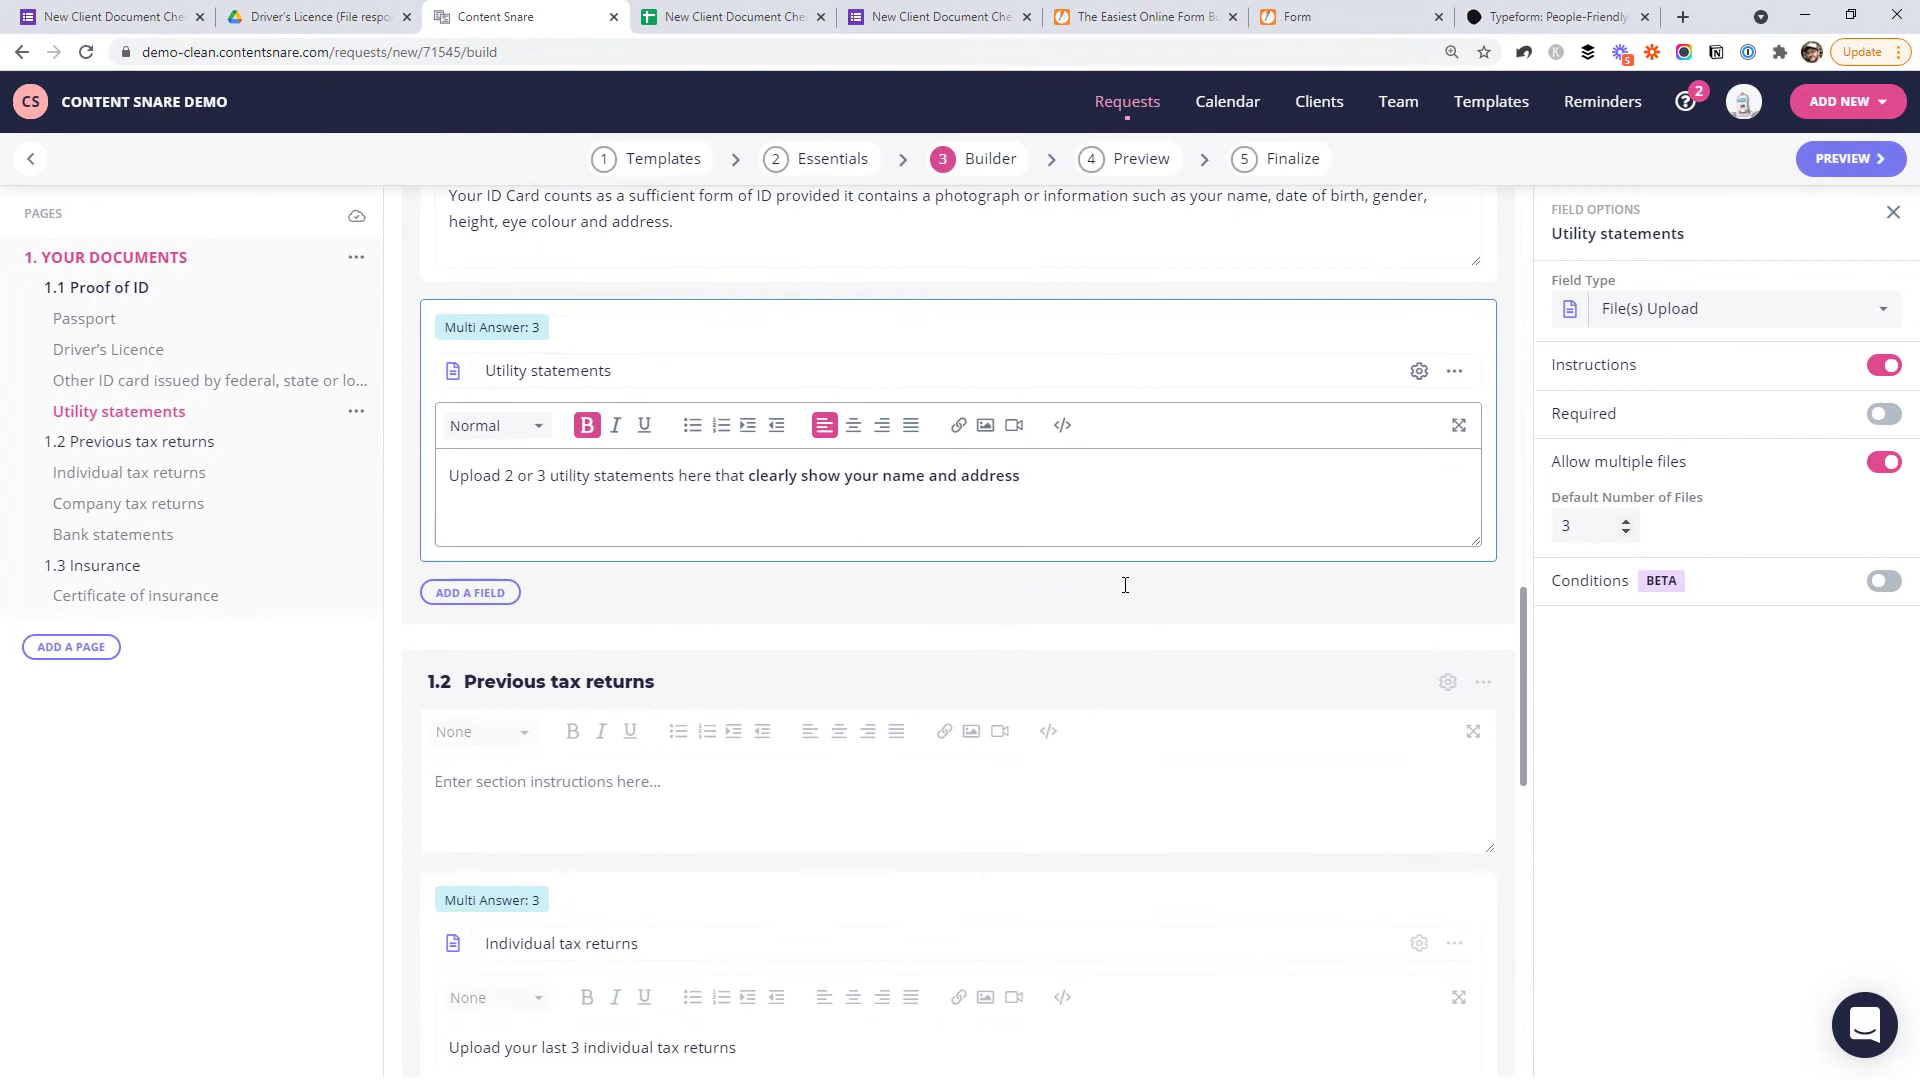 New Client Document Che
Driver's Licence (File respo
Content Snare
New Client Document Che
New Client Document Che
The Easiest Online Form B
Form
Typeform: People-Friendly
demo-clean.contentsnare.com/requests/new/71545/build
5
Update
CS
CONTENT SNARE DEMO
Requests
Calendar
Clients
Team
Templates
Reminders
2
ADD NEW
1 Templates
2 Essentials
3 Builder
4 Preview
5 Finalize
PREVIEW
PAGES
1. YOUR DOCUMENTS
1.1 Proof of ID
Passport
Driver's Licence
Other ID card issued by federal, state or lo...
Utility statements
1.2 Previous tax returns
Individual tax returns
Company tax returns
Bank statements
1.3 Insurance
Certificate of insurance
ADD A PAGE
Your ID Card counts as a sufficient form of ID provided it contains a photograph or information such as your name, date of birth, gender,
height, eye colour and address.
Multi Answer: 3
Utility statements
Normal
B I U
Upload 2 or 3 utility statements here that clearly show your name and address
ADD A FIELD
1.2 Previous tax returns
None
B I U
Enter section instructions here...
Multi Answer: 3
Individual tax returns
None
B I U
Upload your last 3 individual tax returns
FIELD OPTIONS
Utility statements
Field Type
File(s) Upload
Instructions
Required
Allow multiple files
Default Number of Files
3
Conditions BETA